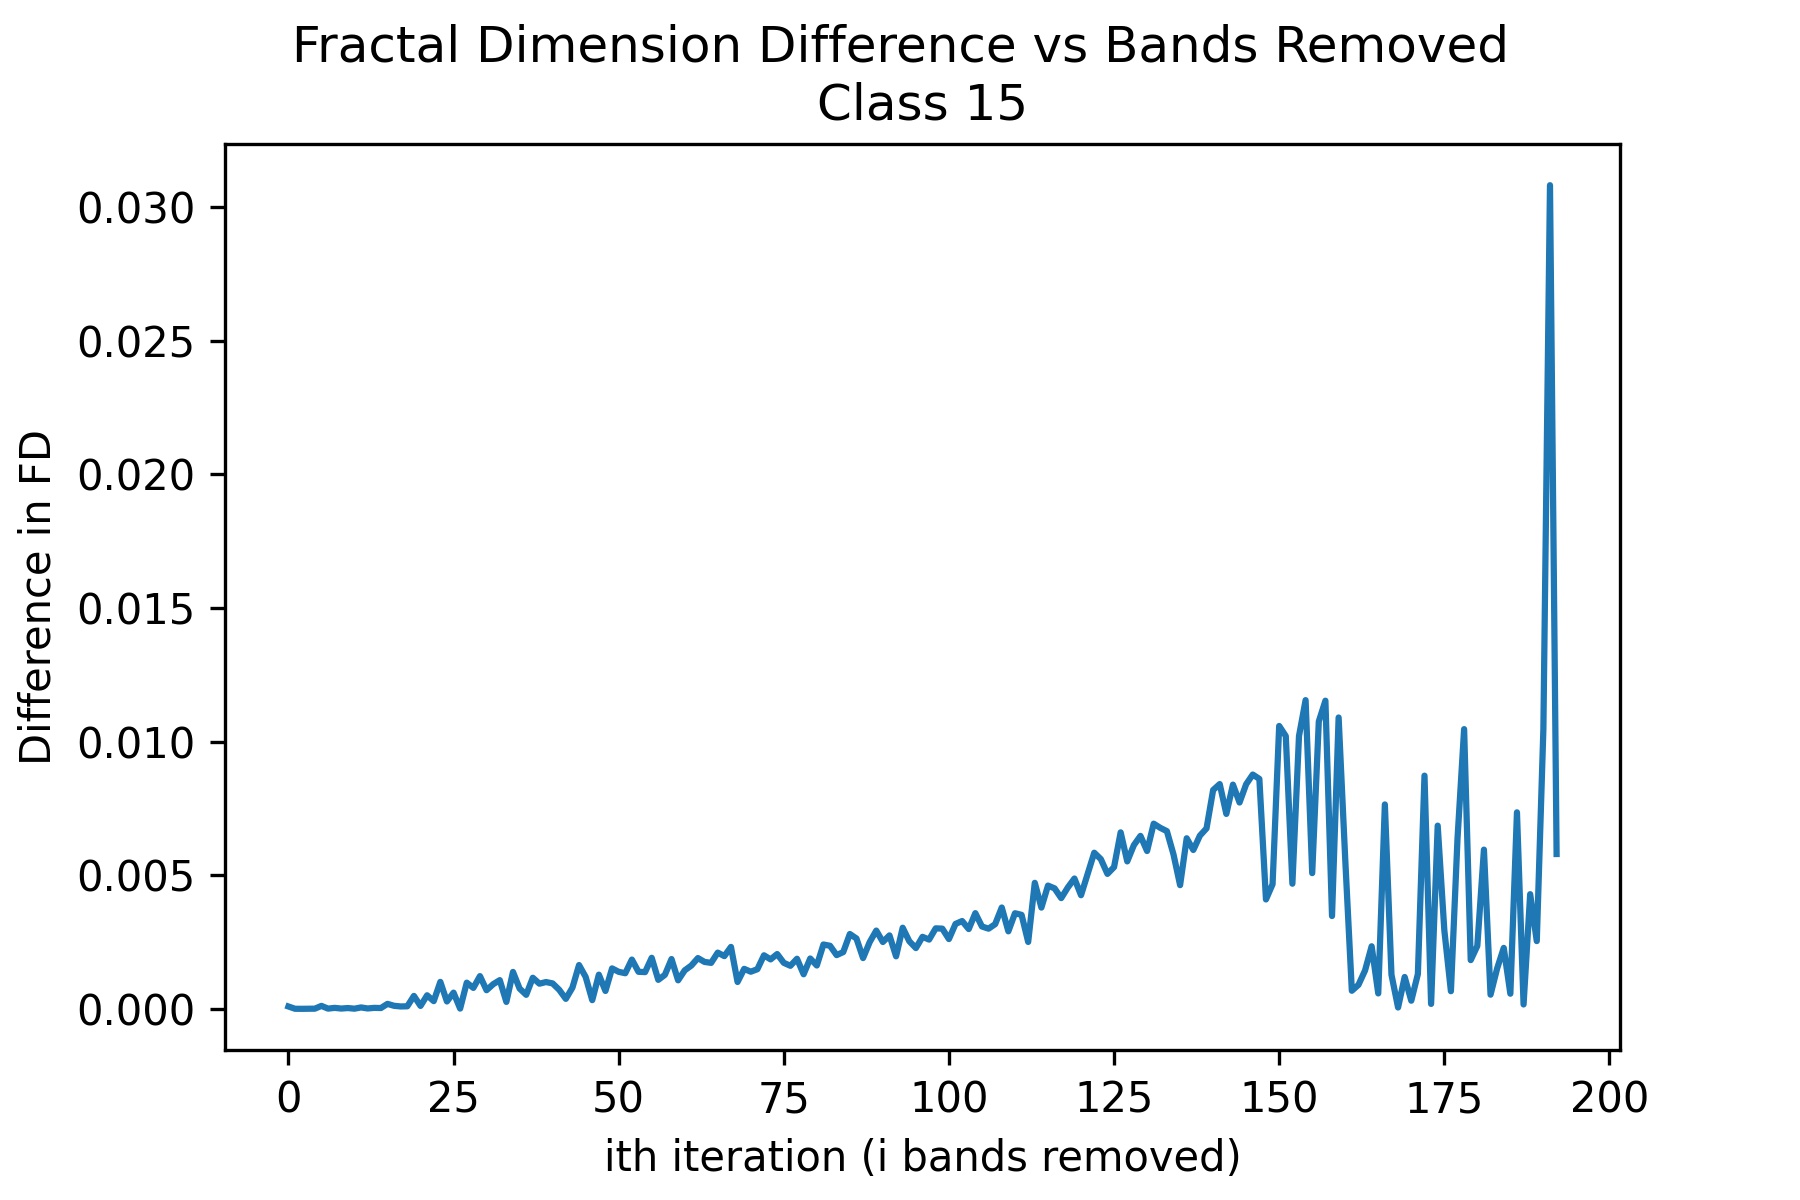 Fractal Dimension Difference vs Bands Removed
Class 15
0.030
0.025
0.020
0.015
0.010
0.005
0.000
Difference in FD
0 25 50 75 100 125 150 175 200
ith iteration (i bands removed)